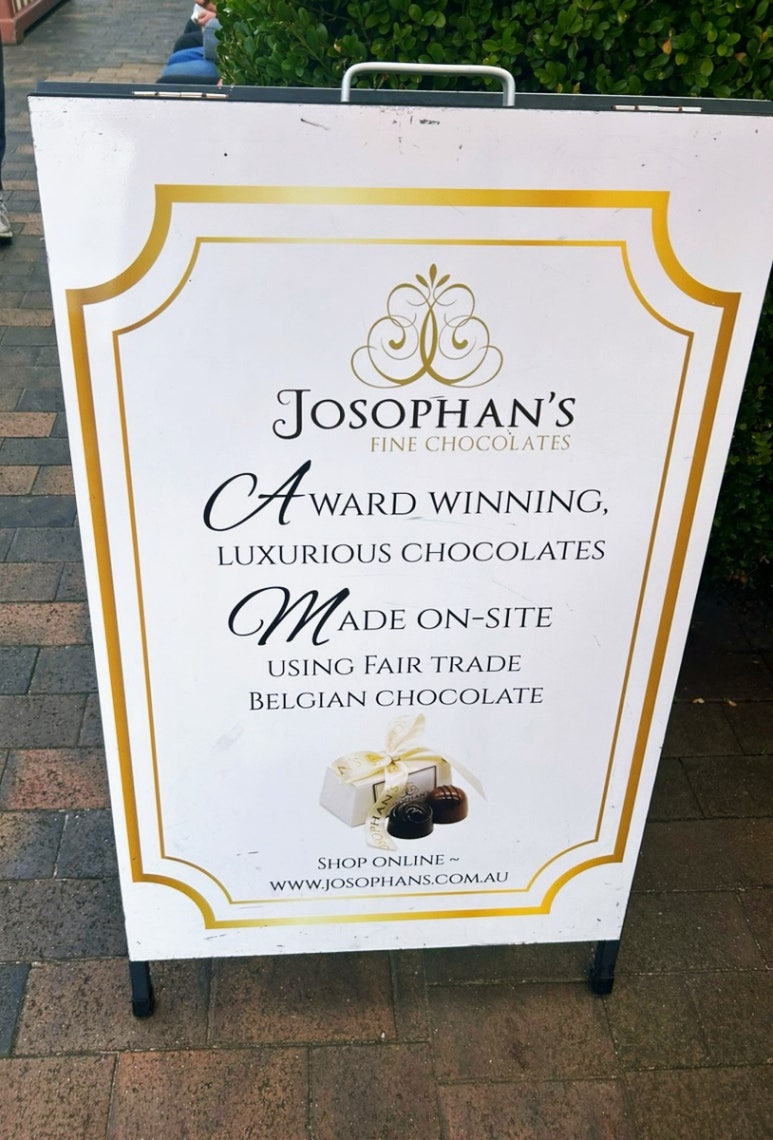 JOSOPHAN'S
FINE CHOCOLATES
AWARD WINNING,
LUXURIOUS CHOCOLATES
MADE ON-SITE
USING FAIR TRADE
BELGIAN CHOCOLATE
SHOP ONLINE ~
WWW.JOSOPHANS.COM.AU